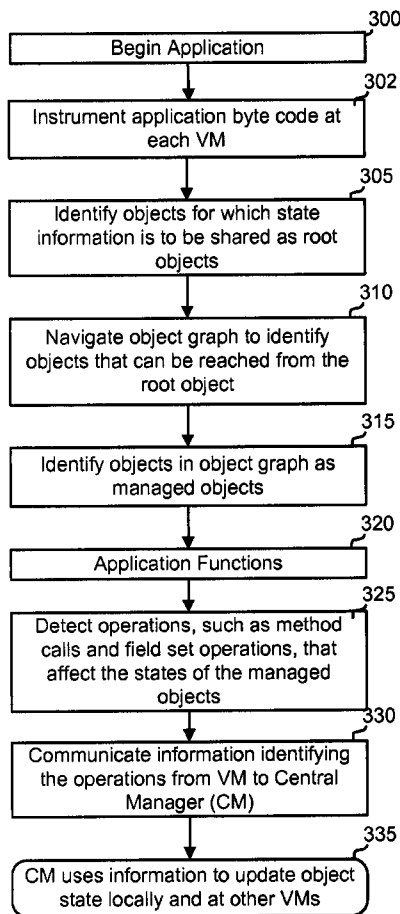 300
Begin Application
302
Instrument application byte code at
each VM
305
Identify objects for which state
information is to be shared as root
objects
310
Navigate object graph to identify
objects that can be reached from the
root object
315
Identify objects in object graph as
managed objects
320
Application Functions
325
Detect operations, such as method
calls and field set operations, that
affect the states of the managed
objects
330
Communicate information identifying
the operations from VM to Central
Manager (CM)
335
CM uses information to update object
state locally and at other VMs